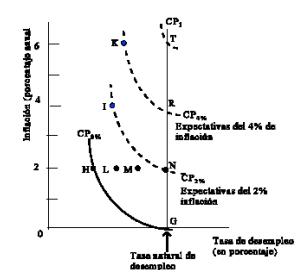 Inflación (porcentaje anual
6
4
2
0
K
CP₁
T
I
R
CP₄%
Expectativas del 4% de
inflación
CP₀%
H
L
M
N
CP₂%
Expectativas del 2%
inflación
G
Tasa de desempleo
(en porcentaje)
Tasa natural de
desempleo